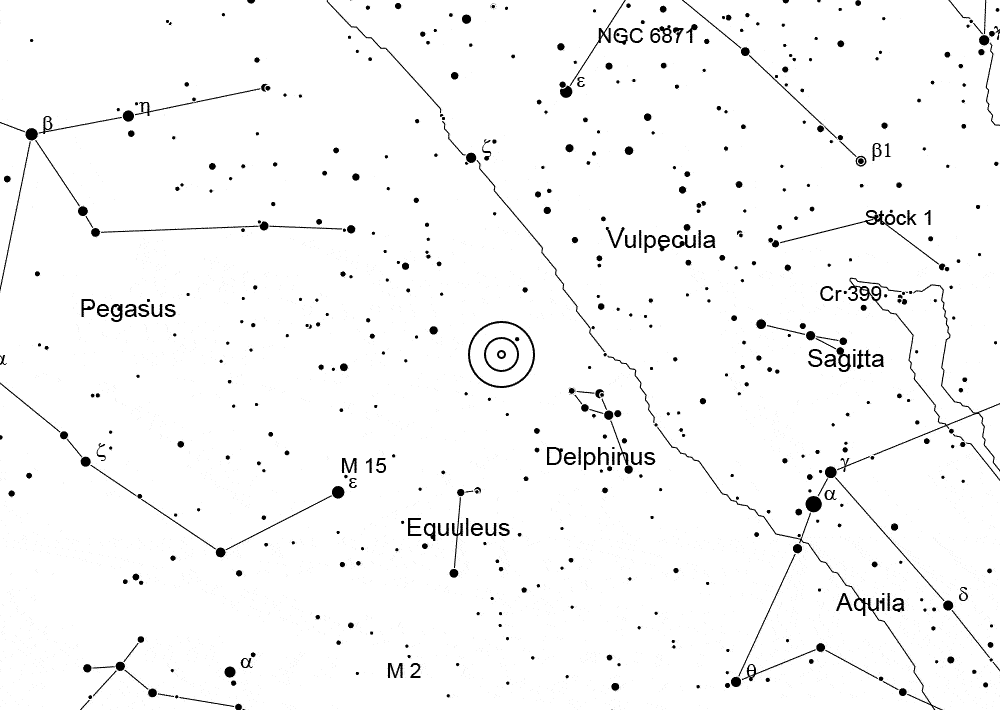 NGC 6871
ε
β
η
ζ
β1
Stock 1
Vulpecula
Cr 399
Pegasus
α
Sagitta
ζ
Delphinus
M 15
ε
γ
α
Equuleus
δ
Aquila
α
M 2
θ